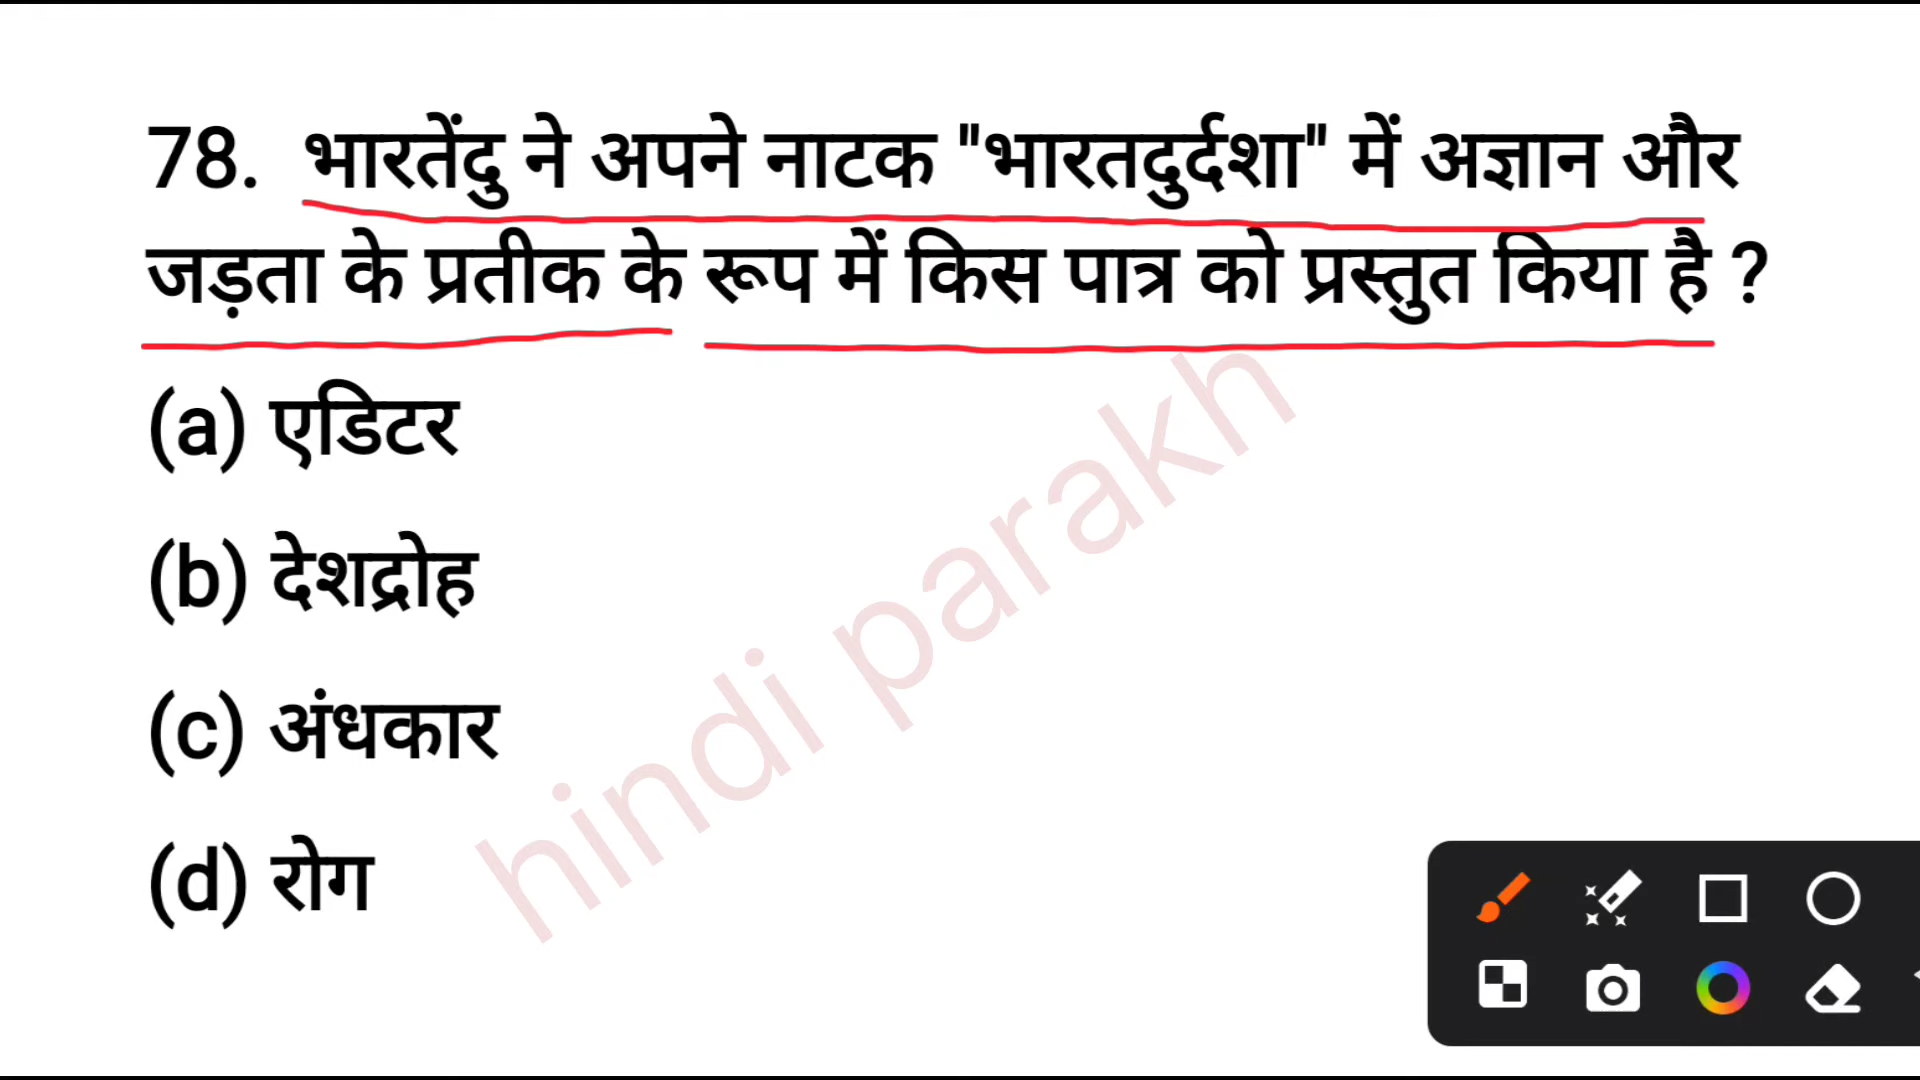 78. भारतेंदु ने अपने नाटक "भारतदुर्दशा" में अज्ञान और
जड़ता के प्रतीक के रूप में किस पात्र को प्रस्तुत किया है ?
(a) एडिटर
(b) देशद्रोह
(c) अंधकार
(d) रोग
hindi parakh